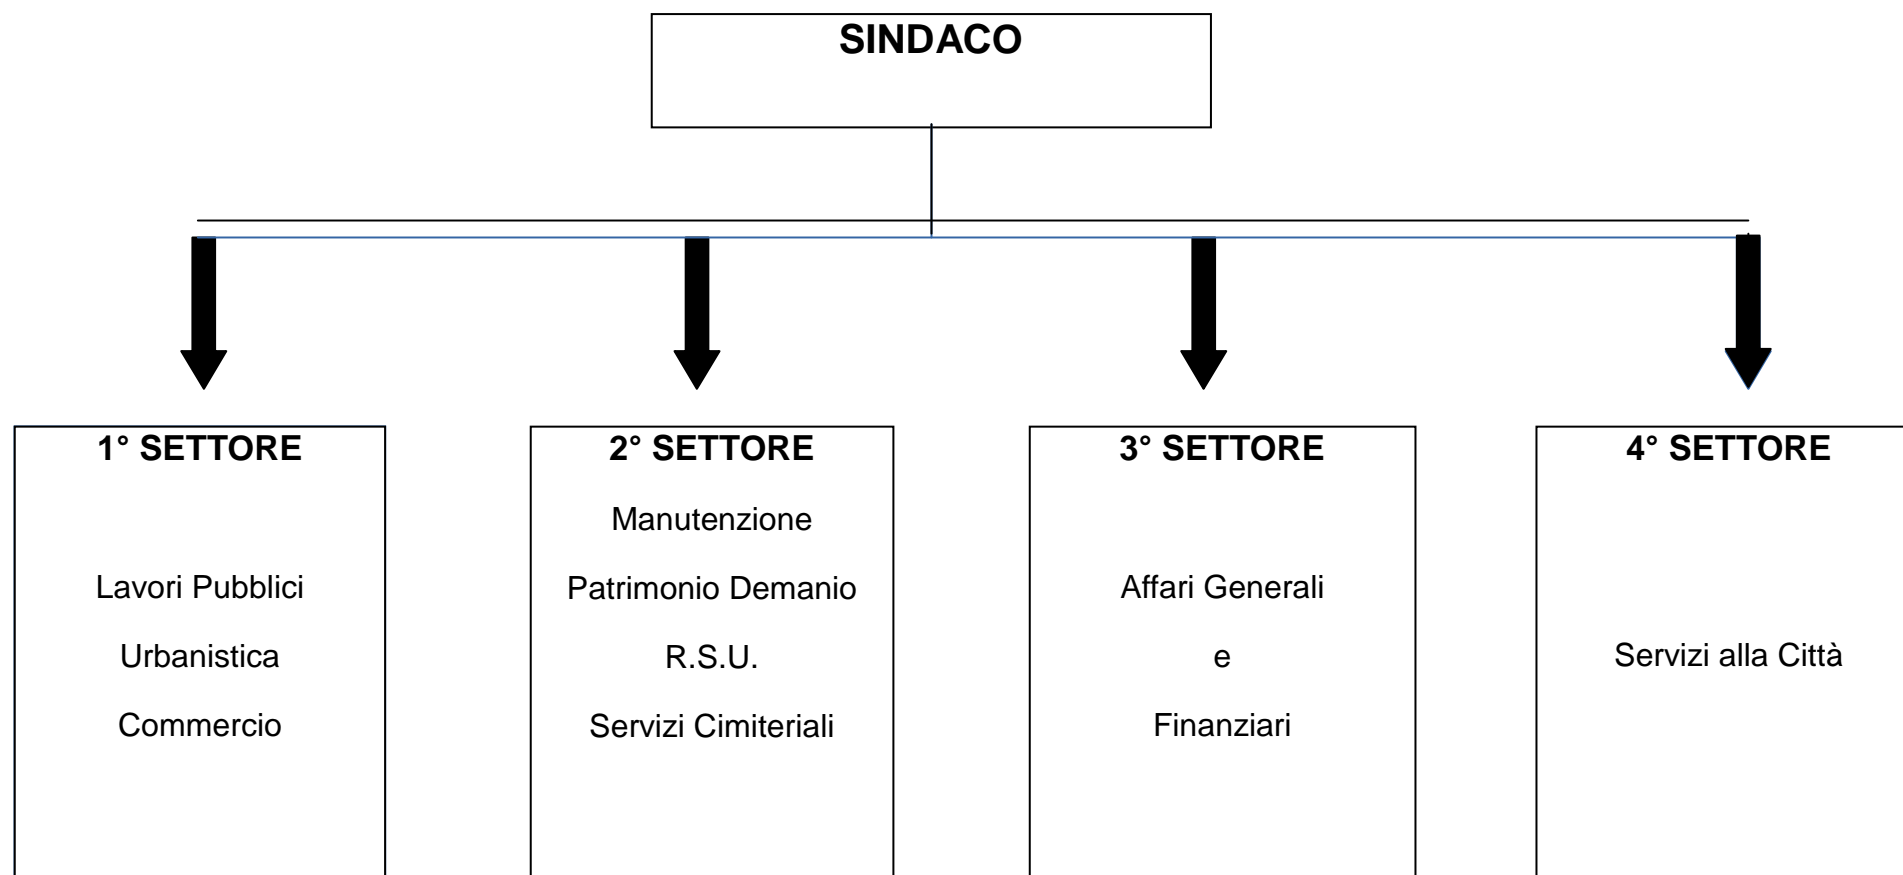 SINDACO
1° SETTORE
Lavori Pubblici
Urbanistica
Commercio
2° SETTORE
Manutenzione
Patrimonio Demanio
R.S.U.
Servizi Cimiteriali
3° SETTORE
Affari Generali
e
Finanziari
4° SETTORE
Servizi alla Città